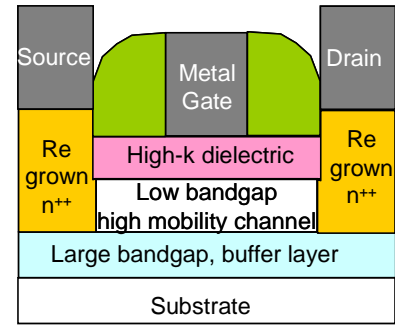 Source
Metal
Gate
Drain
Re
grown
n++
High-k dielectric
Re
grown
n++
Low bandgap
high mobility channel
Large bandgap, buffer layer
Substrate